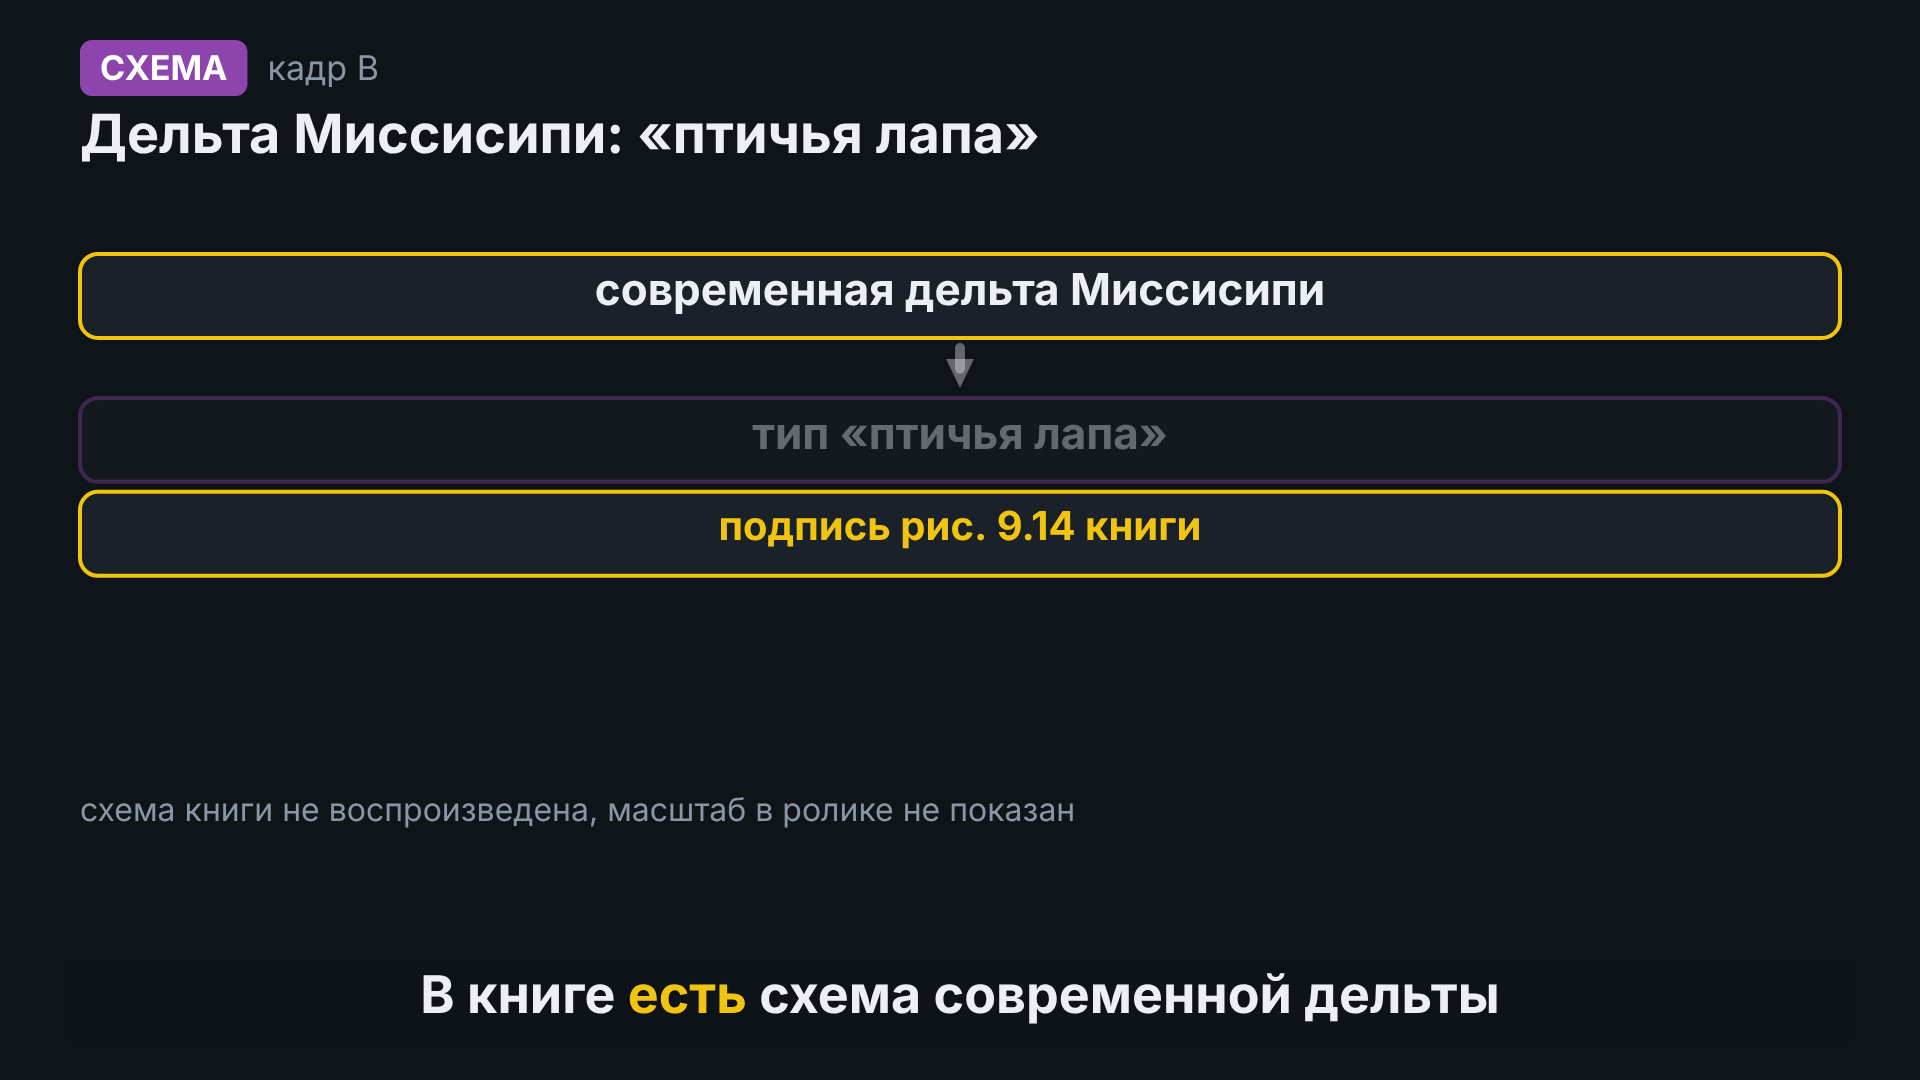 СХЕМА кадр В
Дельта Миссисипи: «птичья лапа»
современная дельта Миссисипи
тип «птичья лапа»
подпись рис. 9.14 книги
схема книги не воспроизведена, масштаб в ролике не показан
В книге есть схема современной дельты